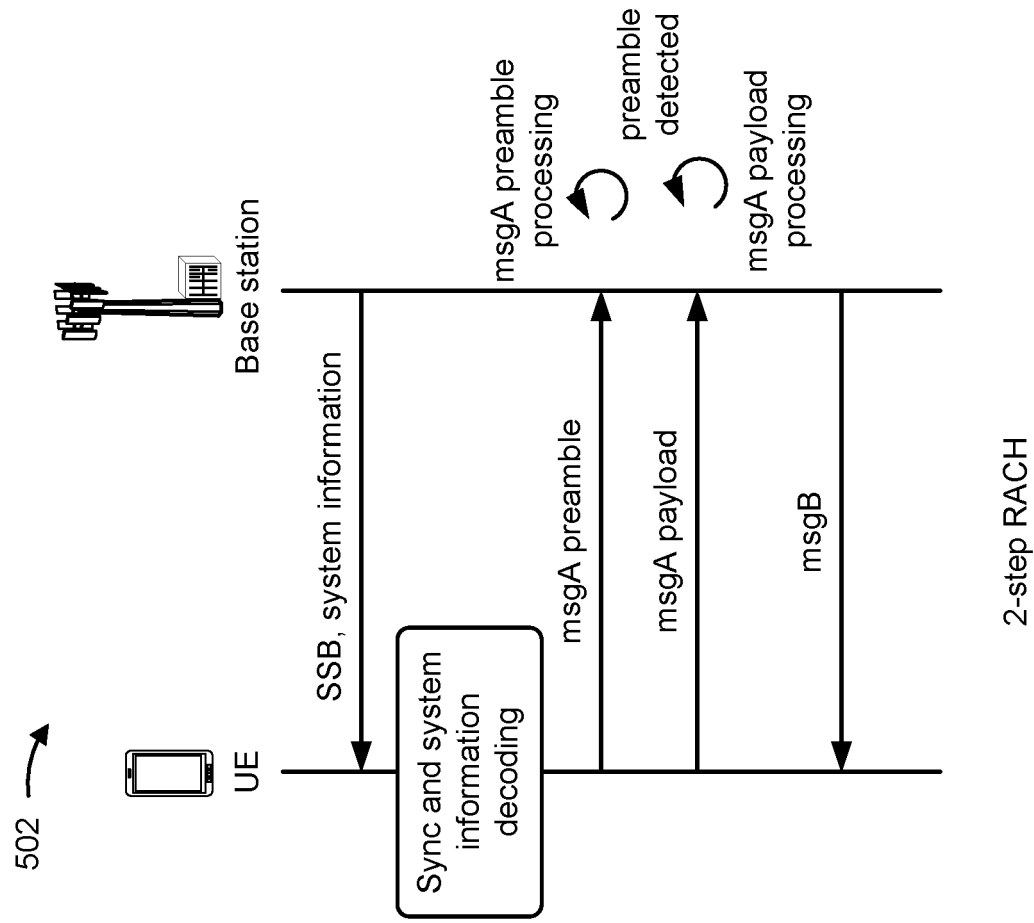 502
UE
Base station
SSB, system information
Sync and system
information
decoding
msgA preamble
msgA preamble
processing
preamble
detected
msgA payload
msgA payload
processing
msgB
2-step RACH